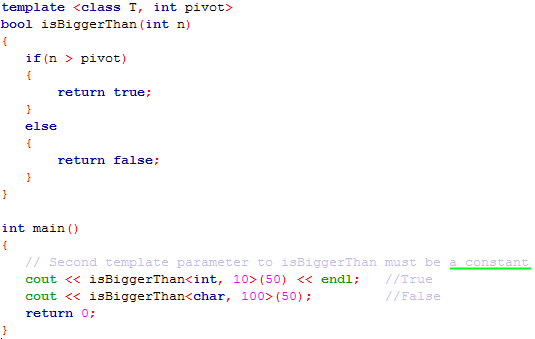 template <class T, int pivot>
bool isBiggerThan(int n)
{
if(n > pivot)
{
return true;
}
else
{
return false;
}
}
int main()
{
// Second template parameter to isBiggerThan must be a constant
cout << isBiggerThan<int, 10>(50) << endl; //True
cout << isBiggerThan<char, 100>(50); //False
return 0;
}